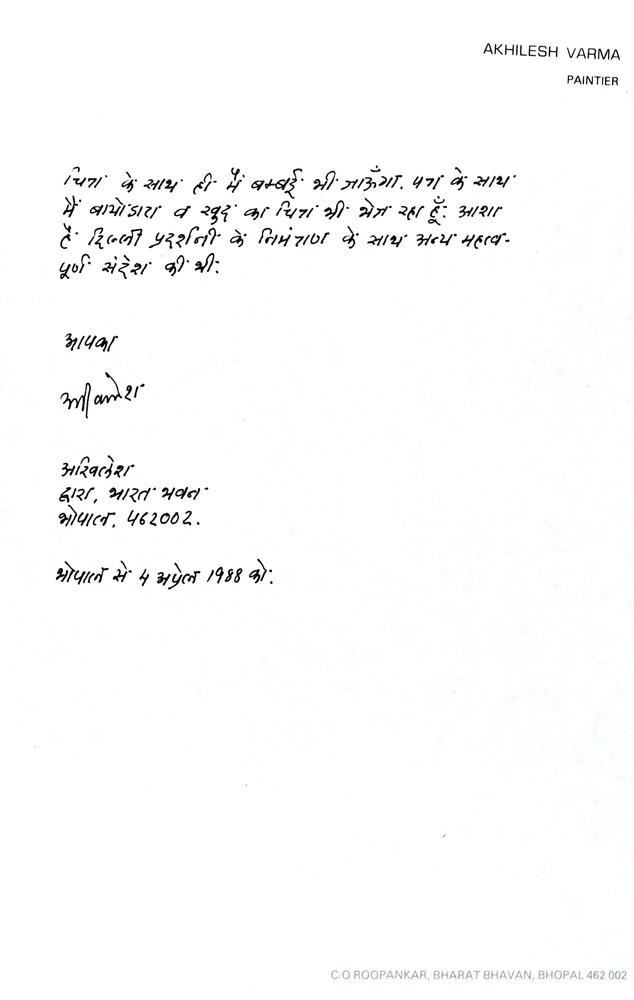 AKHILESH VARMA
PAINTIER
चित्र के साथ ही मैं बम्बई भी जाऊँगा. पत्र के साथ
मैं बायोडाटा व खुद का चित्र भी भेज रहा हूँ. आशा
है दिल्ली प्रदर्शनी के निमंत्रण के साथ अन्य महत्व-
पूर्ण संदेश की भी.
आपका
अखिलेश
अखिलेश
द्वारा, भारत भवन
भोपाल. 462002.
भोपाल से 4 अप्रेल 1988 को.
C/O ROOPANKAR, BHARAT BHAVAN, BHOPAL 462 002